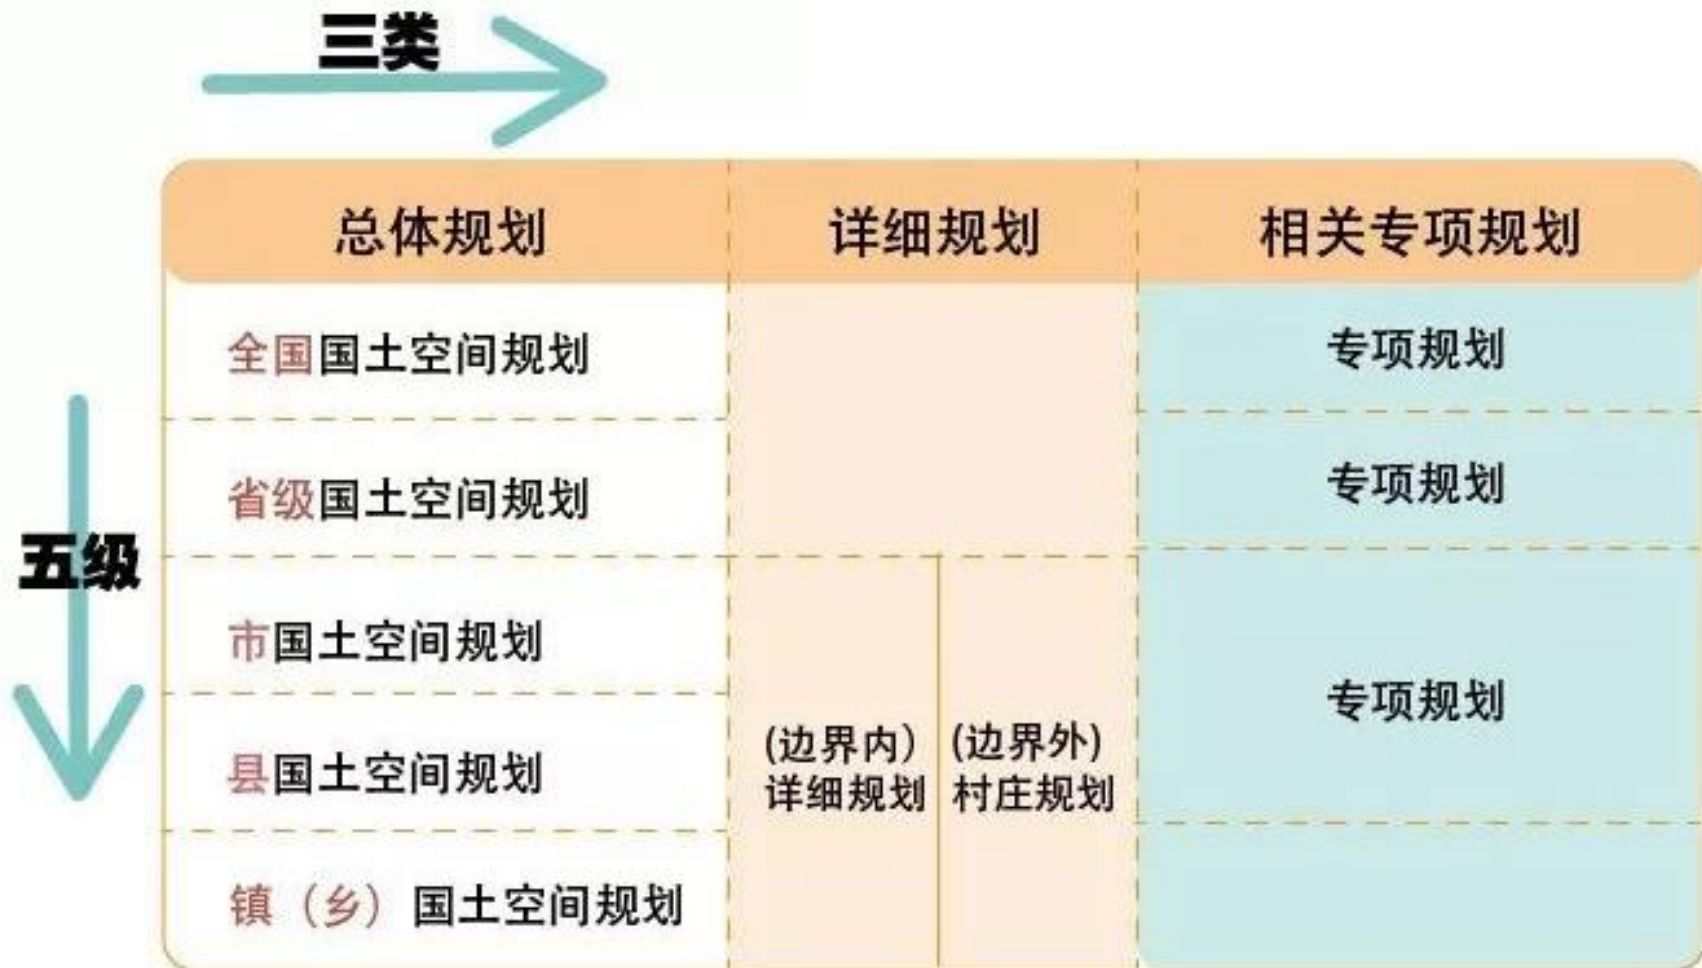 三类
五级
总体规划 详细规划 相关专项规划
全国国土空间规划 专项规划
省级国土空间规划 专项规划
市国土空间规划
专项规划
县国土空间规划
(边界内) (边界外)
详细规划 村庄规划
镇（乡）国土空间规划